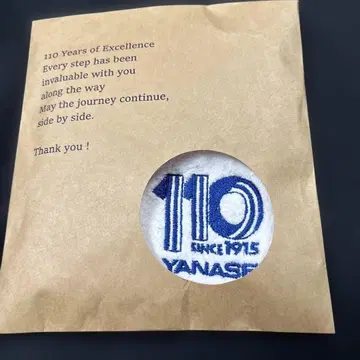 110 Years of Excellence
Every step has been
invaluable with you
along the way
May the journey continue,
side by side.
Thank you !
110
SINCE 1915
YANASE